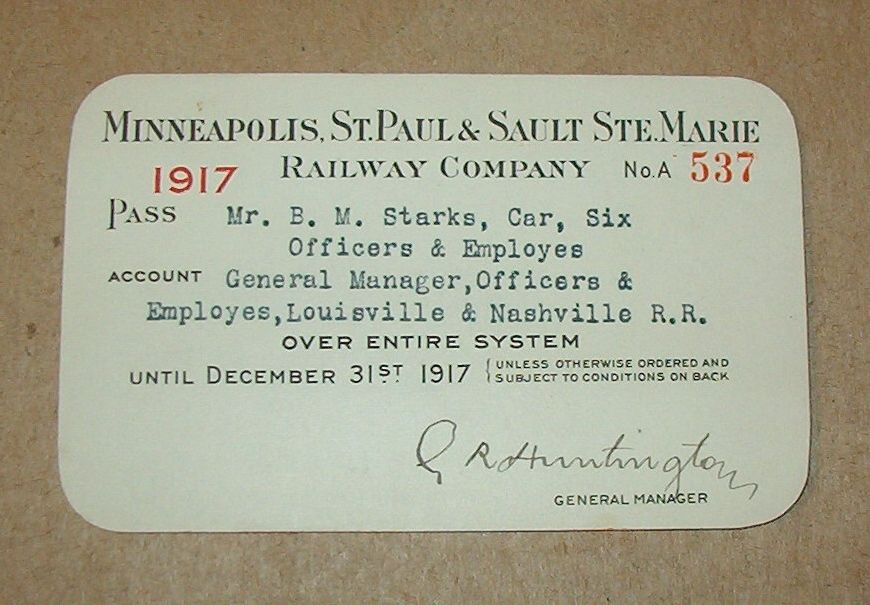 MINNEAPOLIS, ST. PAUL & SAULT STE. MARIE
1917 RAILWAY COMPANY No. A 537
PASS Mr. B. M. Starks, Car, Six
Officers & Employes
ACCOUNT General Manager, Officers &
Employes, Louisville & Nashville R.R.
OVER ENTIRE SYSTEM
UNTIL DECEMBER 31ST 1917 { UNLESS OTHERWISE ORDERED AND
SUBJECT TO CONDITIONS ON BACK
G R Huntington
GENERAL MANAGER